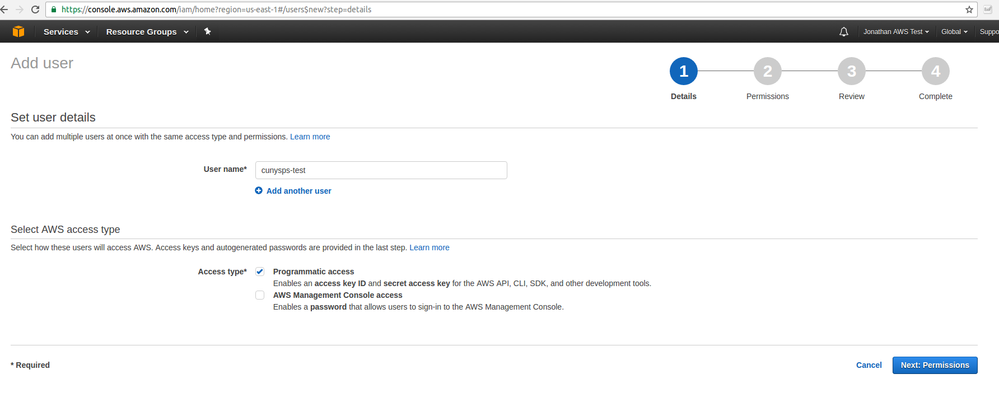 https://console.aws.amazon.com/iam/home?region=us-east-1#/users$new?step=details
Services Resource Groups Jonathan AWS Test Global Suppo
Add user
1 2 3 4
Details Permissions Review Complete
Set user details
You can add multiple users at once with the same access type and permissions. Learn more
User name* cunysps-test
Add another user
Select AWS access type
Select how these users will access AWS. Access keys and autogenerated passwords are provided in the last step. Learn more
Access type* Programmatic access
Enables an access key ID and secret access key for the AWS API, CLI, SDK, and other development tools.
AWS Management Console access
Enables a password that allows users to sign-in to the AWS Management Console.
* Required Cancel Next: Permissions